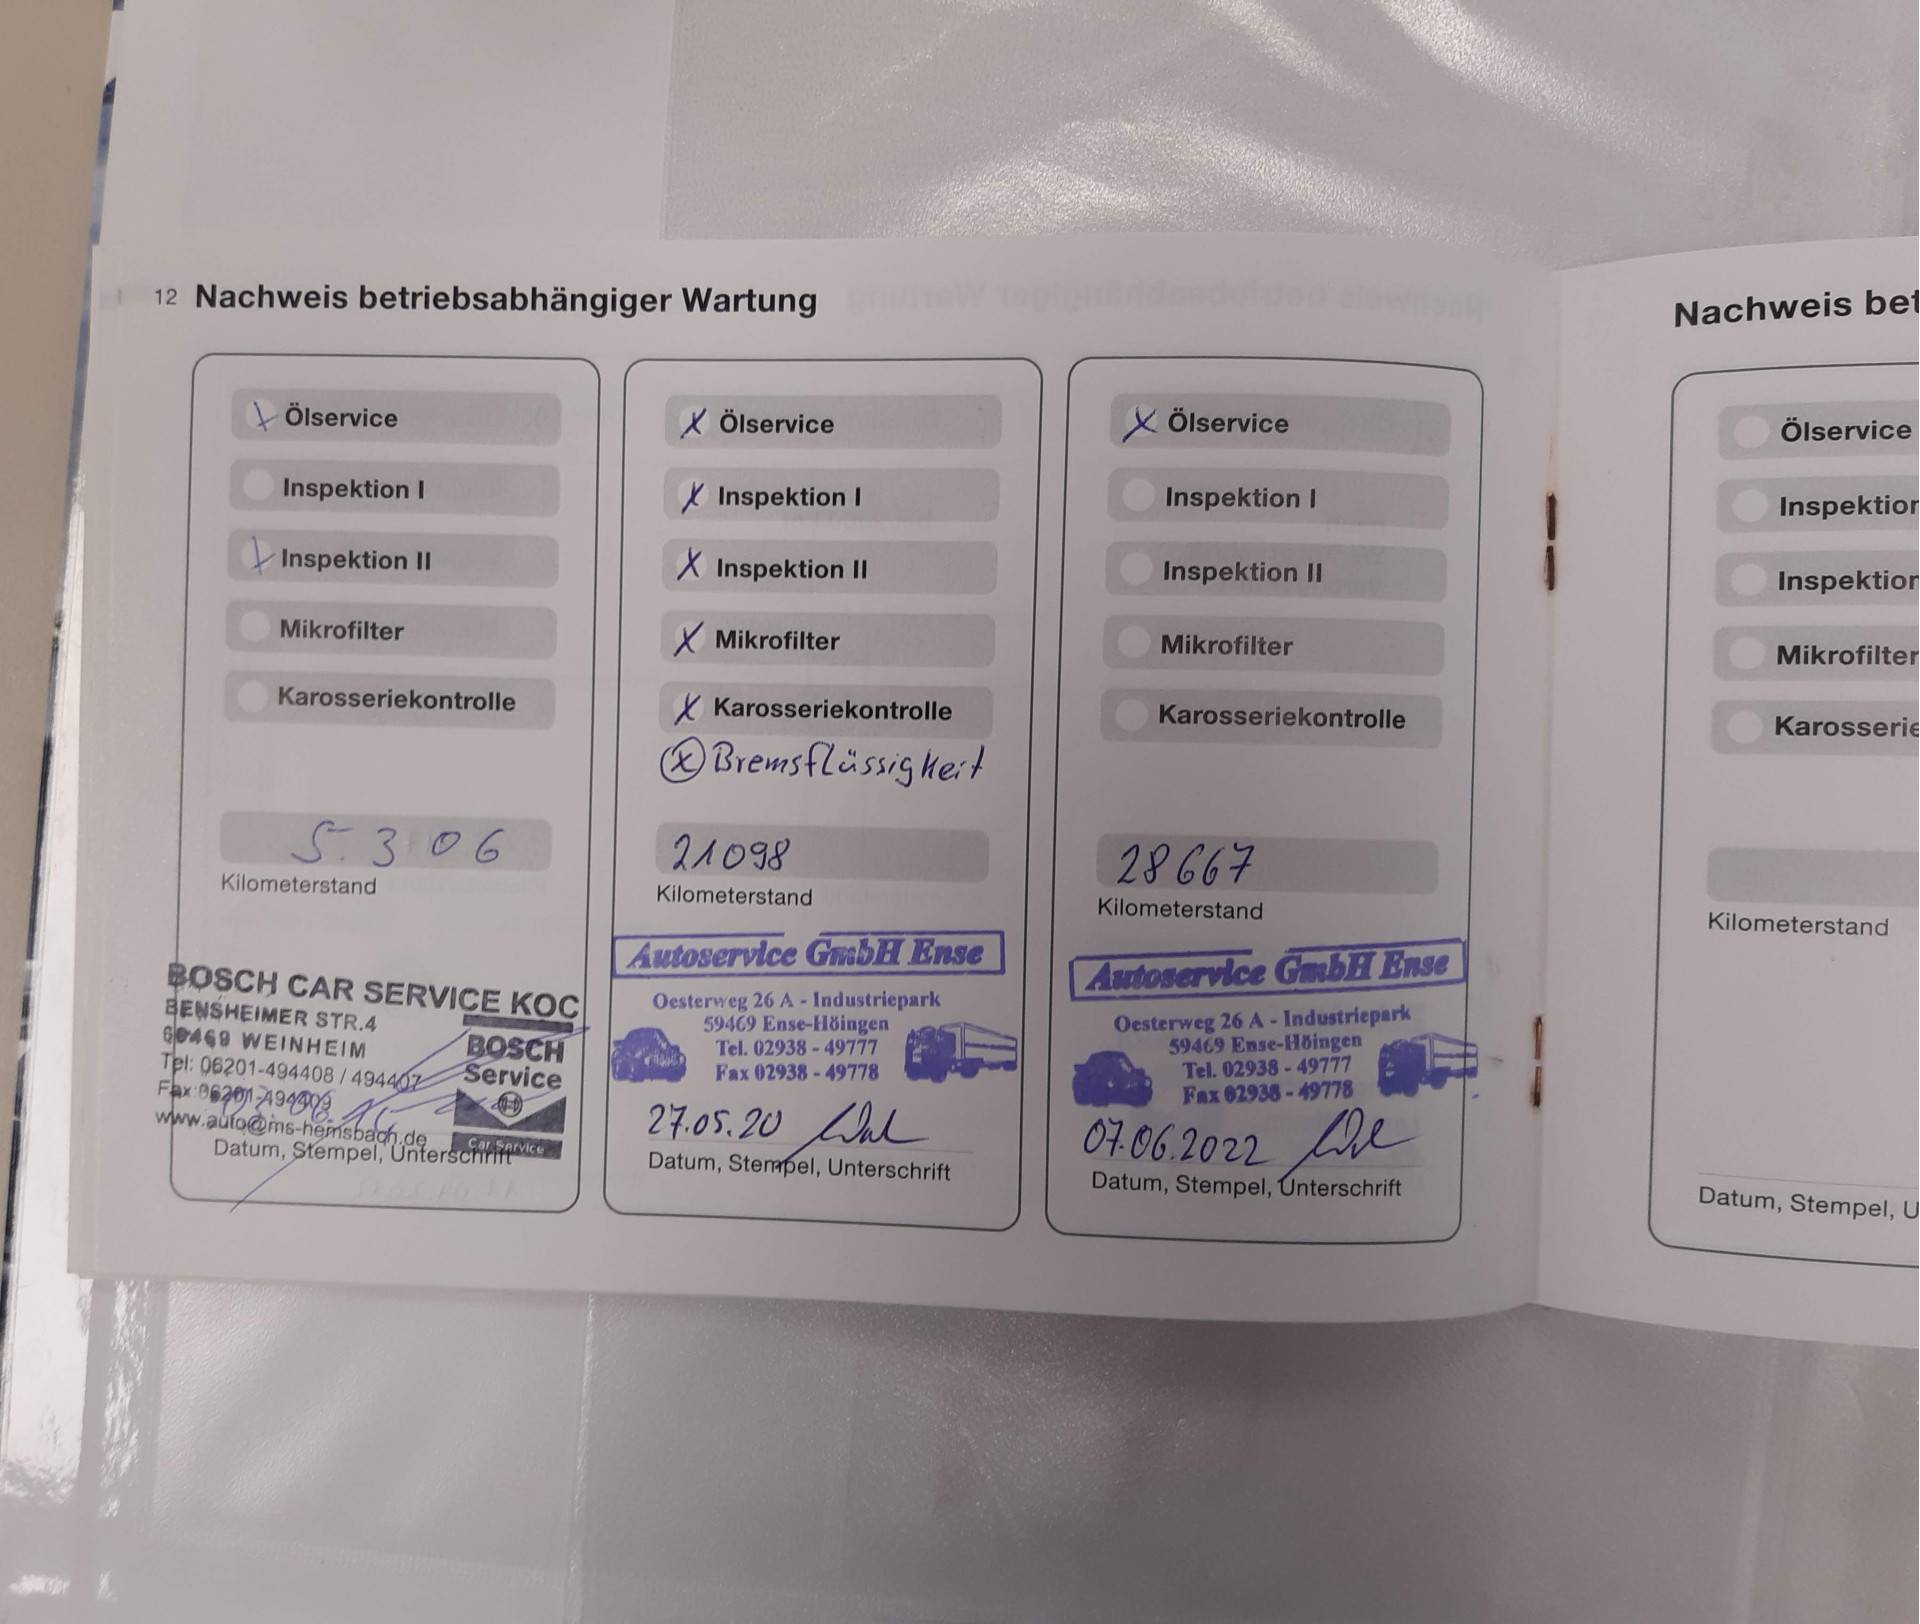 12 Nachweis betriebsabhängiger Wartung
x Ölservice
Inspektion I
x Inspektion II
Mikrofilter
Karosseriekontrolle
5.306
Kilometerstand
BOSCH CAR SERVICE KOC
BENSHEIMER STR.4
69469 WEINHEIM
Tel: 06201-494408 / 494407
Fax:06201-494409
www.auto@ms-hemsbach.de
BOSCH
Service
Car Service
Datum, Stempel, Unterschrift
x Ölservice
x Inspektion I
x Inspektion II
x Mikrofilter
x Karosseriekontrolle
x Bremsflüssigkeit
21098
Kilometerstand
Autoservice GmbH Ense
Oesterweg 26 A - Industriepark
59469 Ense-Höingen
Tel. 02938 - 49777
Fax 02938 - 49778
27.05.20
Datum, Stempel, Unterschrift
x Ölservice
Inspektion I
Inspektion II
Mikrofilter
Karosseriekontrolle
28667
Kilometerstand
Autoservice GmbH Ense
Oesterweg 26 A - Industriepark
59469 Ense-Höingen
Tel. 02938 - 49777
Fax 02938 - 49778
07.06.2022
Datum, Stempel, Unterschrift
Nachweis bet
Ölservice
Inspektion
Inspektion
Mikrofilter
Karosserie
Kilometerstand
Datum, Stempel, U